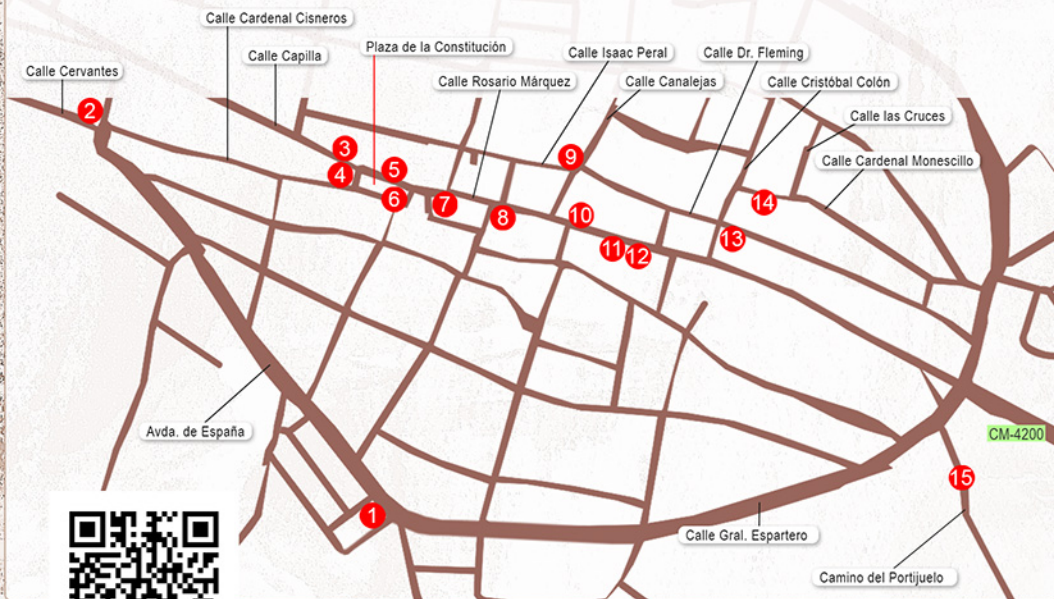 Calle Cardenal Cisneros
Plaza de la Constitución
Calle Isaac Peral
Calle Dr. Fleming
Calle Capilla
Calle Cervantes
Calle Rosario Márquez
Calle Canalejas
Calle Cristóbal Colón
Calle las Cruces
Calle Cardenal Monescillo
2
3
4
5
6
7
8
9
10
11
12
13
14
Avda. de España
CM-4200
15
1
Calle Gral. Espartero
Camino del Portijuelo